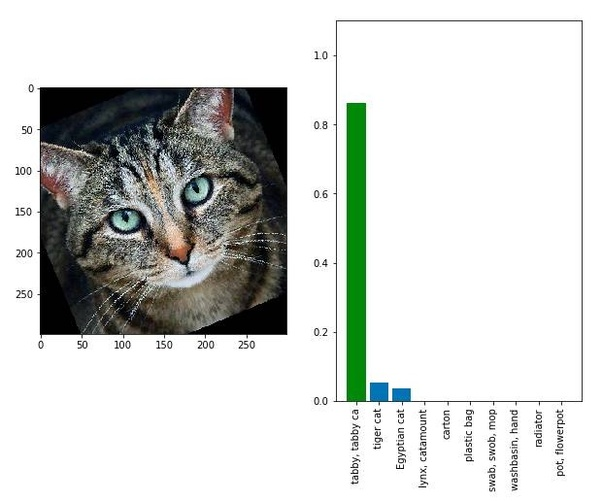 0
50
100
150
200
250
0 50 100 150 200 250
1.0
0.8
0.6
0.4
0.2
0.0
tabby, tabby ca
tiger cat
Egyptian cat
lynx, catamount
carton
plastic bag
swab, swob, mop
washbasin, hand
radiator
pot, flowerpot